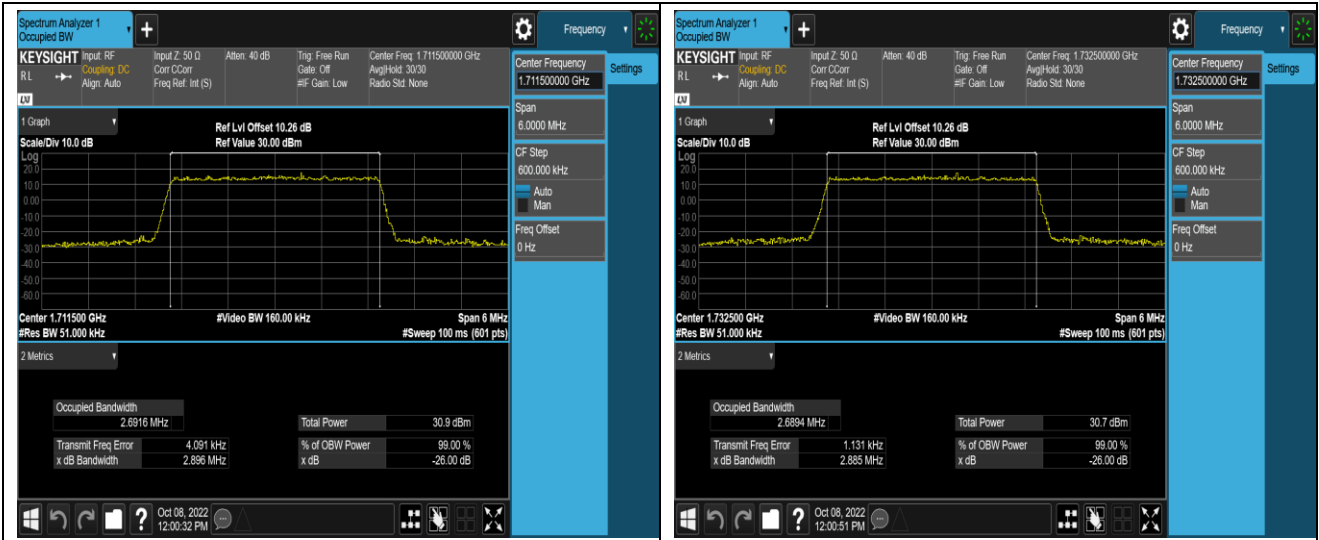 Spectrum Analyzer 1
Occupied BW
+
Frequency
KEYSIGHT
Input: RF
Input Z: 50 Ω
Atten: 40 dB
Trig: Free Run
Center Freq: 1.711500000 GHz
RL
Coupling: DC
Corr CCorr
Gate: Off
Avg|Hold: 30/30
Align: Auto
Freq Ref: Int (S)
#IF Gain: Low
Radio Std: None
LXI
Center Frequency
1.711500000 GHz
Settings
Span
6.0000 MHz
CF Step
600.000 kHz
Auto
Man
Freq Offset
0 Hz
1 Graph
Ref Lvl Offset 10.26 dB
Scale/Div 10.0 dB
Ref Value 30.00 dBm
Log
20.0
10.0
0.00
-10.0
-20.0
-30.0
-40.0
-50.0
-60.0
Center 1.711500 GHz
#Video BW 160.00 kHz
Span 6 MHz
#Res BW 51.000 kHz
#Sweep 100 ms (601 pts)
2 Metrics
Occupied Bandwidth
2.6916 MHz
Total Power
30.9 dBm
Transmit Freq Error
4.091 kHz
% of OBW Power
99.00 %
x dB Bandwidth
2.896 MHz
x dB
-26.00 dB
?
Oct 08, 2022
12:00:32 PM
Spectrum Analyzer 1
Occupied BW
+
Frequency
KEYSIGHT
Input: RF
Input Z: 50 Ω
Atten: 40 dB
Trig: Free Run
Center Freq: 1.732500000 GHz
RL
Coupling: DC
Corr CCorr
Gate: Off
Avg|Hold: 30/30
Align: Auto
Freq Ref: Int (S)
#IF Gain: Low
Radio Std: None
LXI
Center Frequency
1.732500000 GHz
Settings
Span
6.0000 MHz
CF Step
600.000 kHz
Auto
Man
Freq Offset
0 Hz
1 Graph
Ref Lvl Offset 10.26 dB
Scale/Div 10.0 dB
Ref Value 30.00 dBm
Log
20.0
10.0
0.00
-10.0
-20.0
-30.0
-40.0
-50.0
-60.0
Center 1.732500 GHz
#Video BW 160.00 kHz
Span 6 MHz
#Res BW 51.000 kHz
#Sweep 100 ms (601 pts)
2 Metrics
Occupied Bandwidth
2.6894 MHz
Total Power
30.7 dBm
Transmit Freq Error
1.131 kHz
% of OBW Power
99.00 %
x dB Bandwidth
2.885 MHz
x dB
-26.00 dB
?
Oct 08, 2022
12:00:51 PM